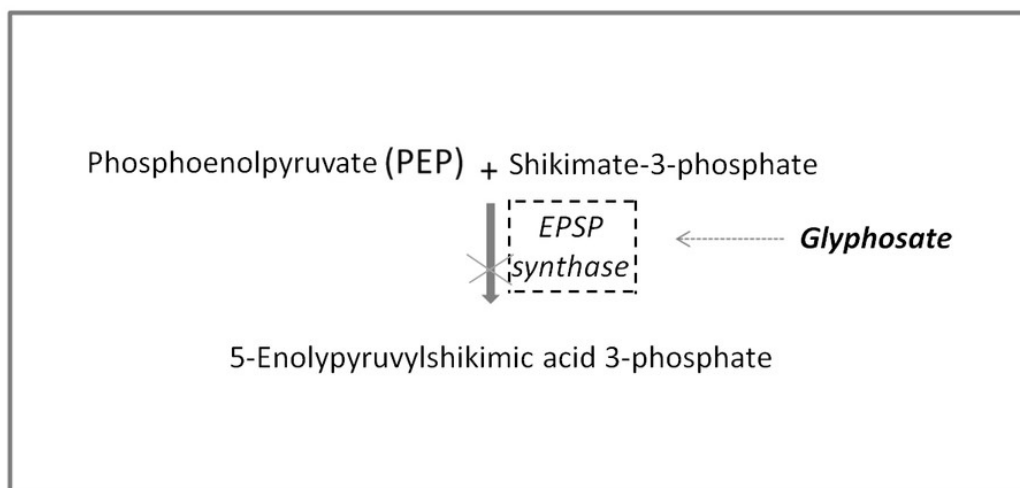 Phosphoenolpyruvate (PEP) + Shikimate-3-phosphate
EPSP
synthase
Glyphosate
5-Enolypyruvylshikimic acid 3-phosphate